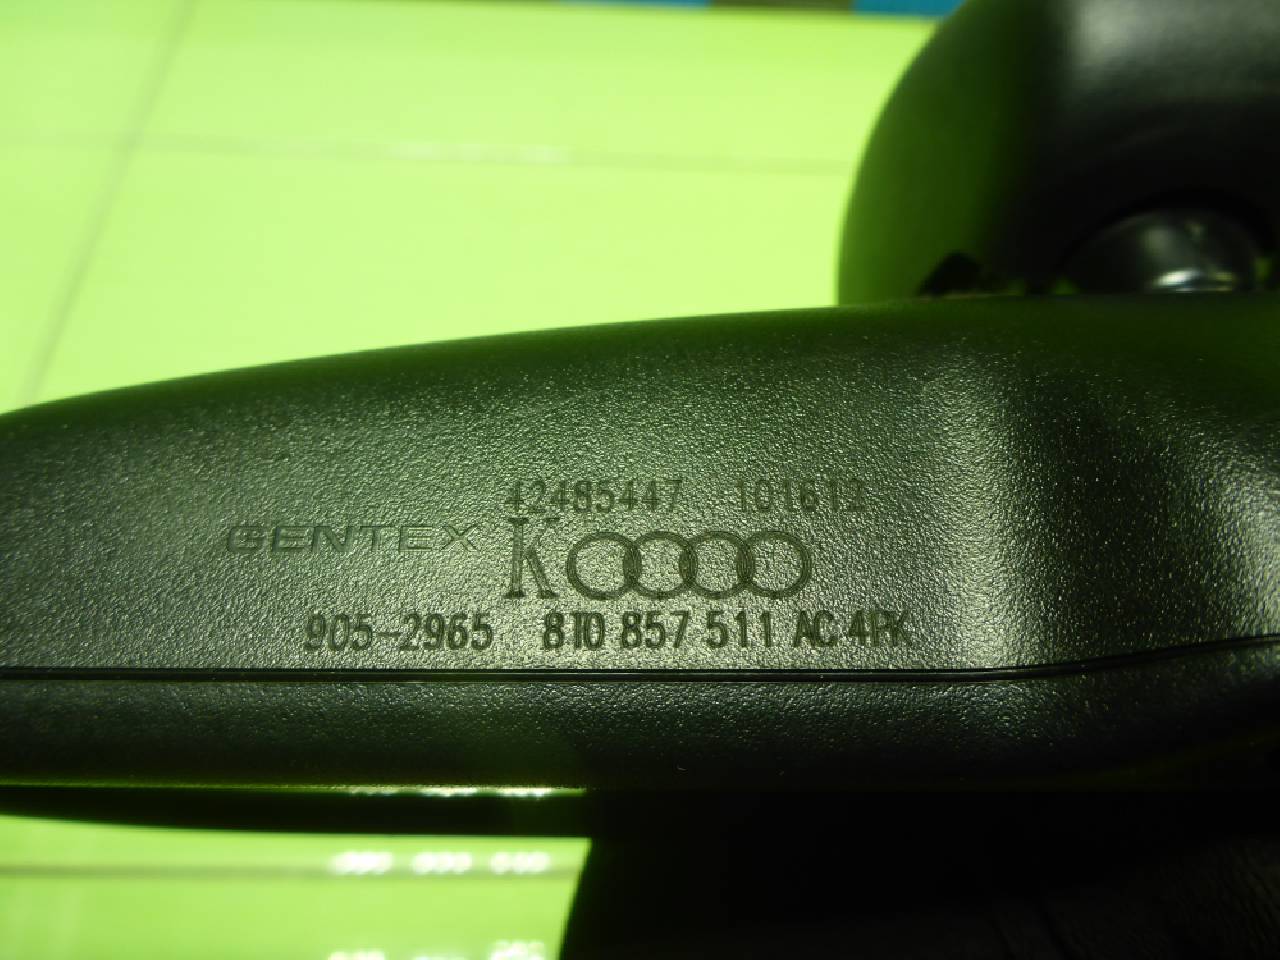 42485447 101612
GENTEX K
905-2965 8T0 857 511 AC 4PK